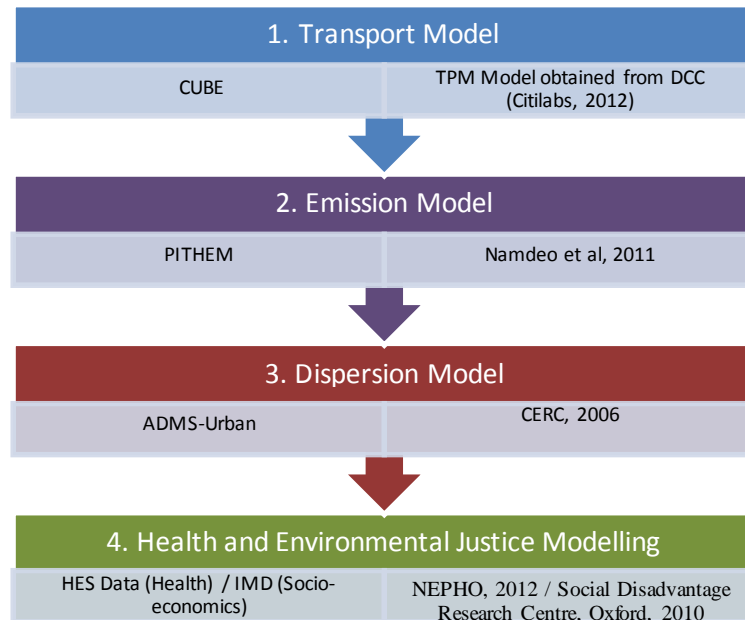 1. Transport Model
CUBE
TPM Model obtained from DCC
(Citilabs, 2012)
2. Emission Model
PITHEM
Namdeo et al, 2011
3. Dispersion Model
ADMS-Urban
CERC, 2006
4. Health and Environmental Justice Modelling
HES Data (Health) / IMD (Socio-
economics)
NEPHO, 2012 / Social Disadvantage
Research Centre, Oxford, 2010